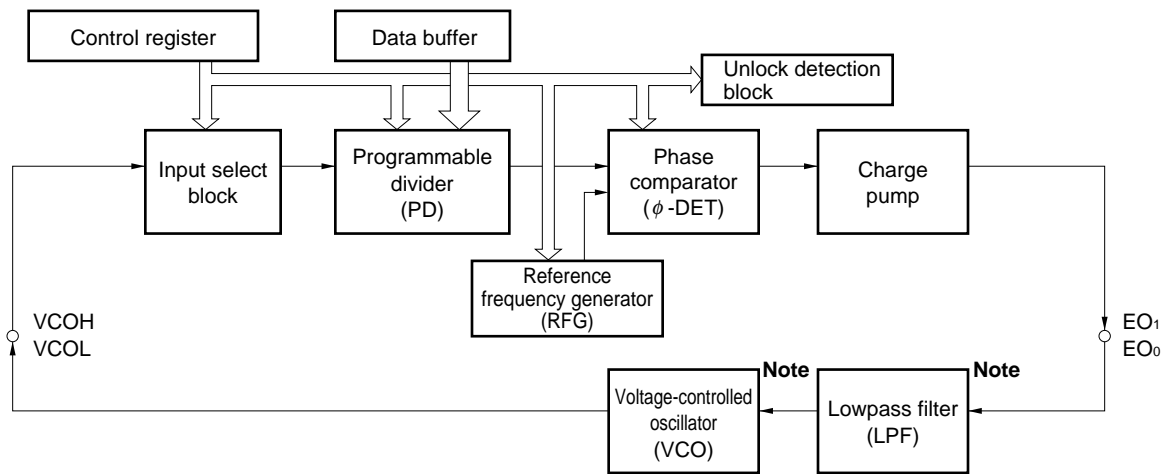 Control register
Data buffer
Unlock detection
block
Input select
block
Programmable
divider
(PD)
Phase
comparator
(ϕ-DET)
Charge
pump
Reference
frequency generator
(RFG)
VCOH
VCOL
EO1
EO0
Note
Note
Voltage-controlled
oscillator
(VCO)
Lowpass filter
(LPF)